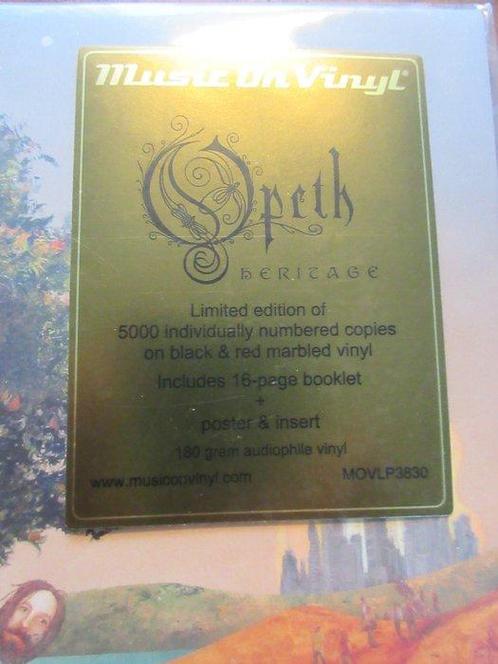 Music On Vinyl®
Opeth
HERITAGE
Limited edition of
5000 individually numbered copies
on black & red marbled vinyl
Includes 16-page booklet
+
poster & insert
180 gram audiophile vinyl
www.musiconvinyl.com MOVLP3830